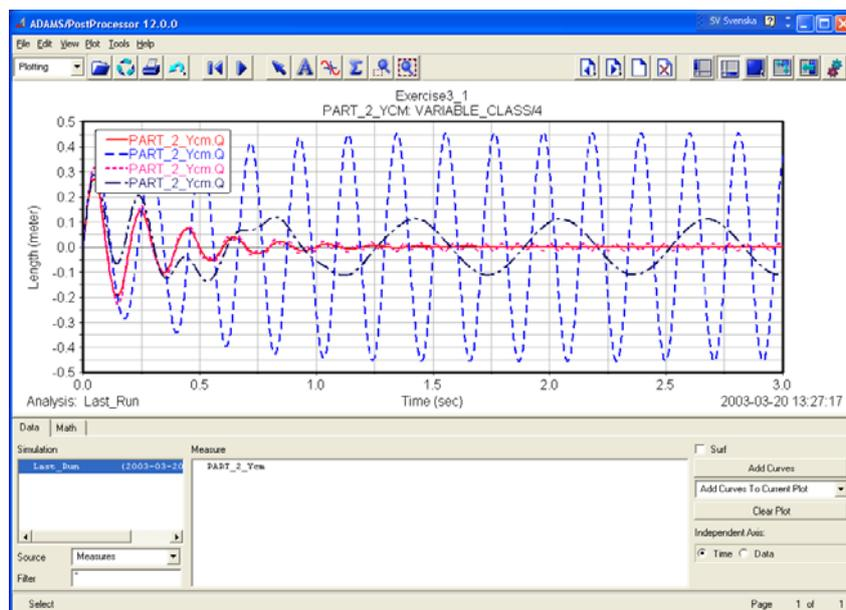 ADAMS/PostProcessor 12.0.0
SV Svenska
File Edit View Plot Tools Help
Plotting
Exercise3_1
PART_2_YCM: VARIABLE_CLASS/4
PART_2_Ycm.Q
PART_2_Ycm.Q
PART_2_Ycm.Q
PART_2_Ycm.Q
Length (meter)
0.5
0.4
0.3
0.2
0.1
0.0
-0.1
-0.2
-0.3
-0.4
-0.5
0.0 0.5 1.0 1.5 2.0 2.5 3.0
Analysis: Last_Run Time (sec) 2003-03-20 13:27:17
Data Math
Simulation Measure Surf
Last_Run (2003-03-20 PART_2_Ycm
Add Curves
Add Curves To Current Plot
Clear Plot
Independent Axis:
Source Measures Time Data
Filter *
Select Page 1 of 1